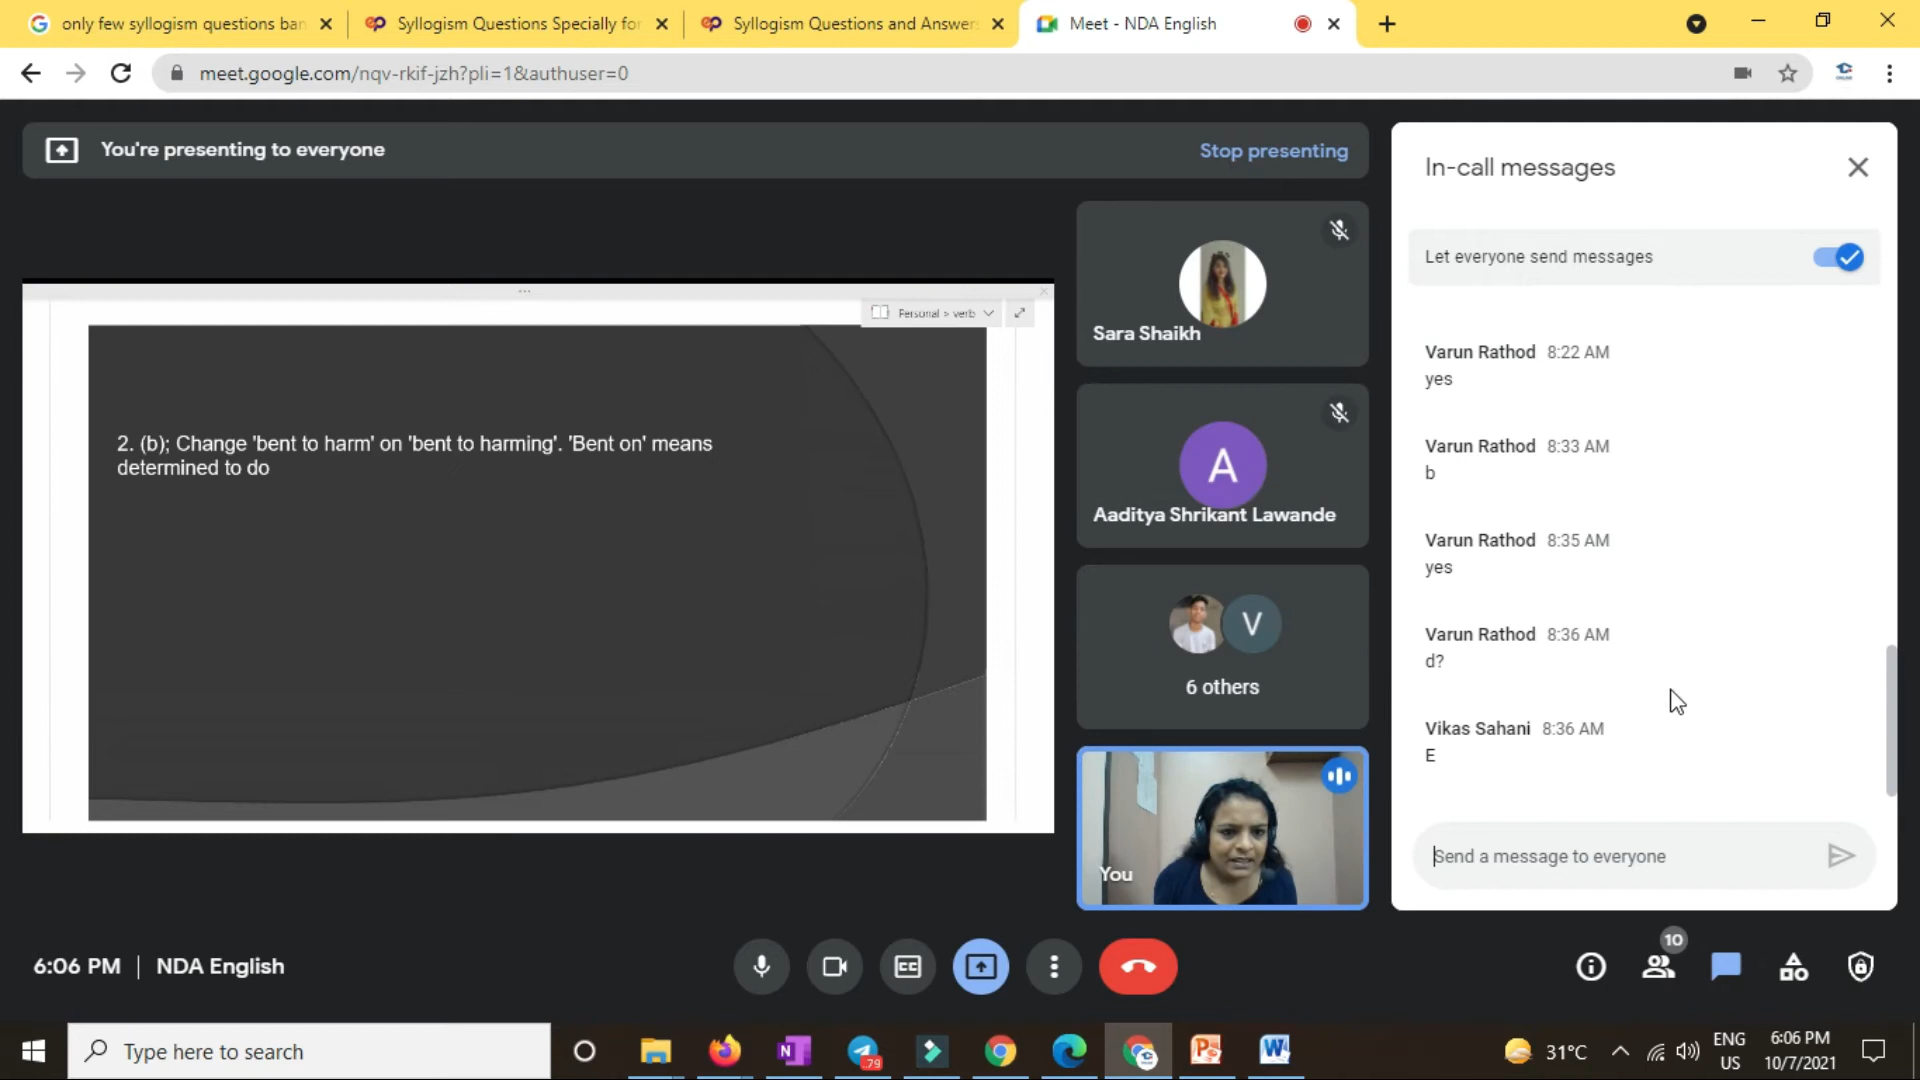 only few syllogism questions ban
Syllogism Questions Specially for
Syllogism Questions and Answers
Meet - NDA English
meet.google.com/nqv-rkif-jzh?pli=1&authuser=0
You're presenting to everyone
Stop presenting
Personal » verb
2. (b); Change 'bent to harm' on 'bent to harming'. 'Bent on' means
determined to do
Sara Shaikh
A
Aaditya Shrikant Lawande
V
6 others
You
In-call messages
Let everyone send messages
Varun Rathod 8:22 AM
yes
Varun Rathod 8:33 AM
b
Varun Rathod 8:35 AM
yes
Varun Rathod 8:36 AM
d?
Vikas Sahani 8:36 AM
E
Send a message to everyone
6:06 PM | NDA English
CC
10
Type here to search
N
79
P
W
31°C
ENG
US
6:06 PM
10/7/2021